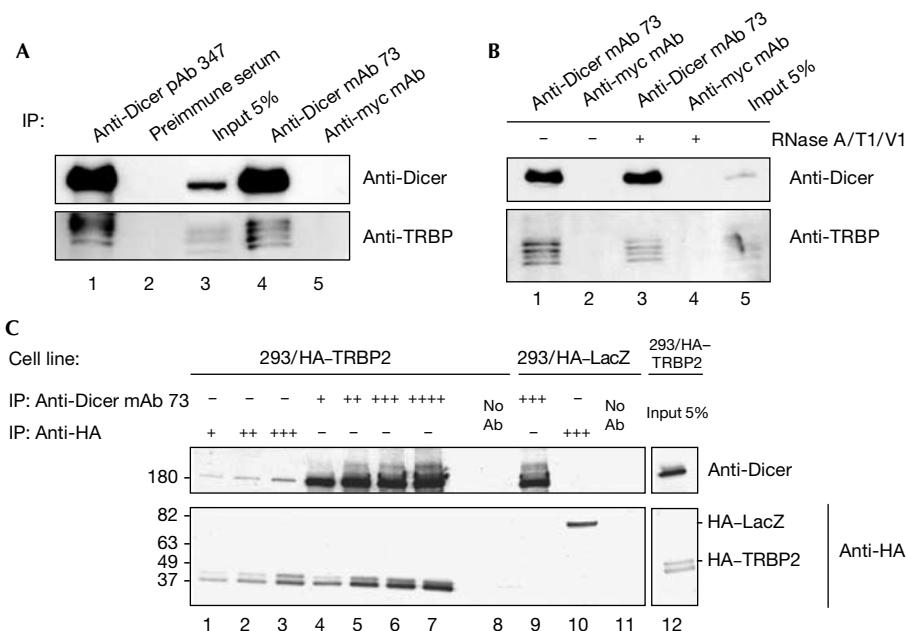 A
IP:
Anti-Dicer pAb 347
Preimmune serum
Input 5%
Anti-Dicer mAb 73
Anti-myc mAb
Anti-Dicer
Anti-TRBP
1 2 3 4 5
B
Anti-Dicer mAb 73
Anti-myc mAb
Anti-Dicer mAb 73
Anti-myc mAb
Input 5%
– – + + RNase A/T1/V1
Anti-Dicer
Anti-TRBP
1 2 3 4 5
C
Cell line: 293/HA–TRBP2 293/HA–LacZ 293/HA–
TRBP2
IP: Anti-Dicer mAb 73 – – – + ++ +++ ++++ No Ab +++ – No Ab Input 5%
IP: Anti-HA + ++ +++ – – – – – +++
180 Anti-Dicer
82 HA–LacZ
63
49 HA–TRBP2
37
Anti-HA
1 2 3 4 5 6 7 8 9 10 11 12